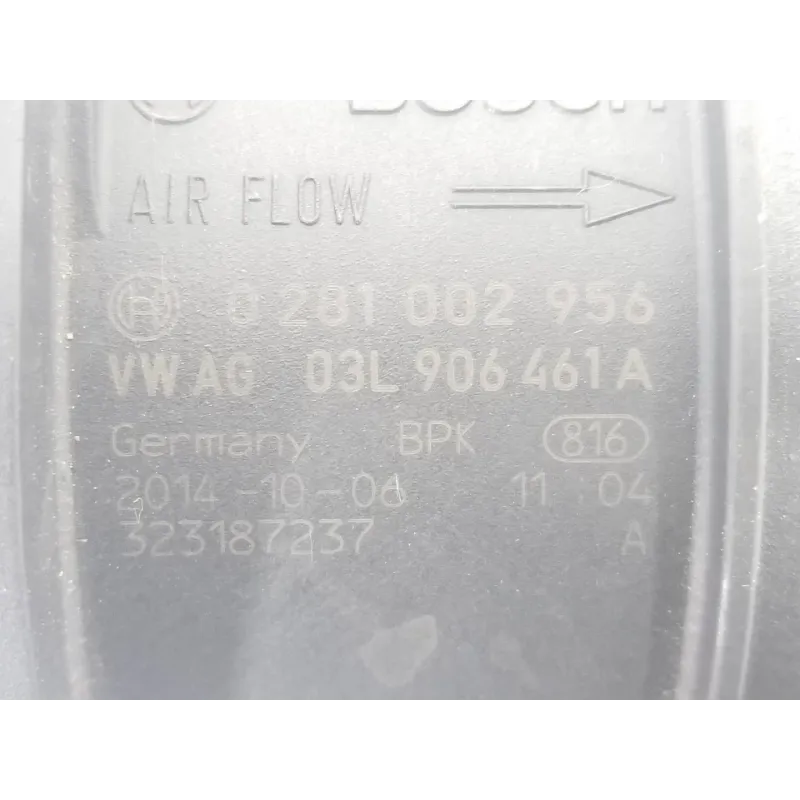 BOSCH
AIR FLOW
0 281 002 956
VW AG 03L 906 461 A
Germany BPK 816
2014-10-06 11:04
323187237 A